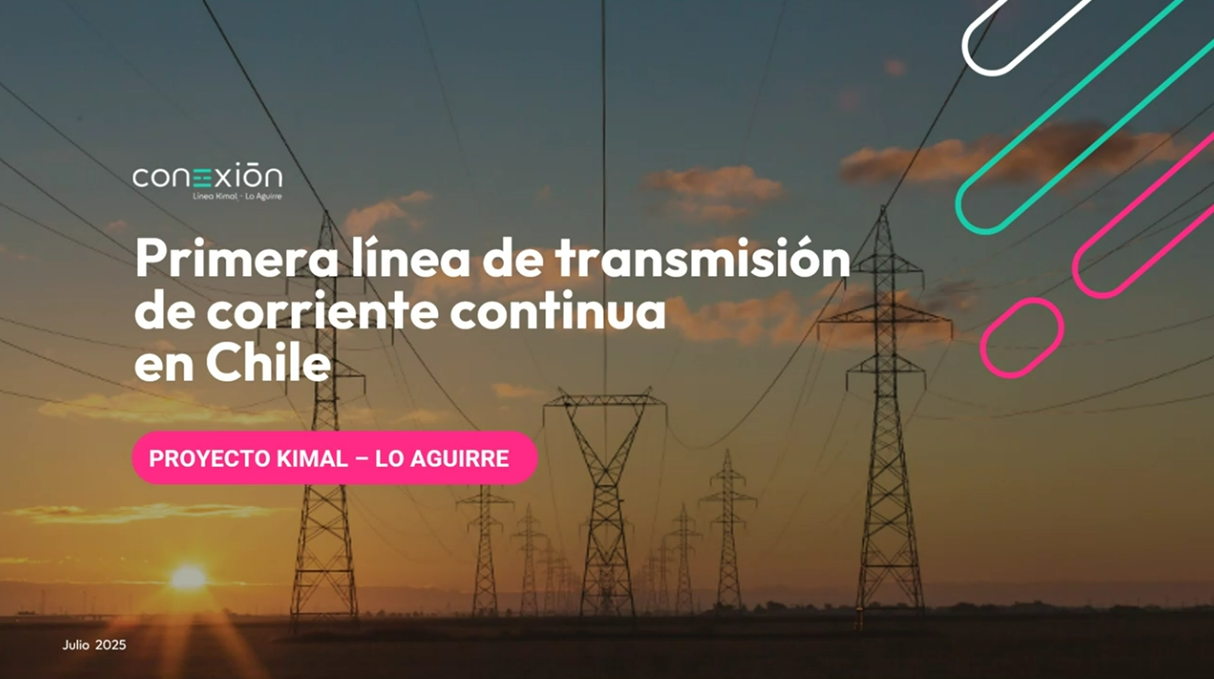 conexión
Línea Kimal - Lo Aguirre
Primera línea de transmisión
de corriente continua
en Chile
PROYECTO KIMAL – LO AGUIRRE
Julio 2025